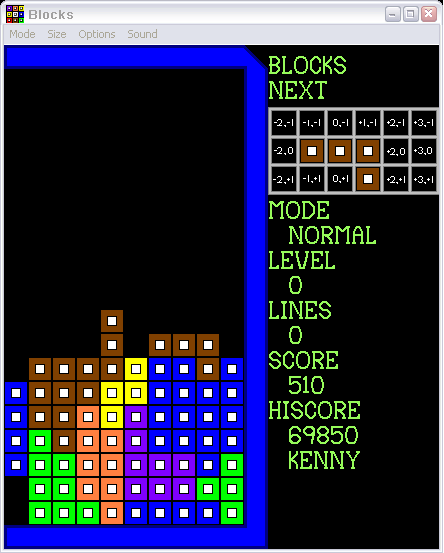 Blocks
Mode Size Options Sound
BLOCKS
NEXT
-2,-1 -1,-1 0,-1 +1,-1 +2,-1 +3,-1
-2,0 +2,0 +3,0
-2,+1 -1,+1 0,+1 +2,+1 +3,+1
MODE
NORMAL
LEVEL
0
LINES
0
SCORE
510
HISCORE
69850
KENNY